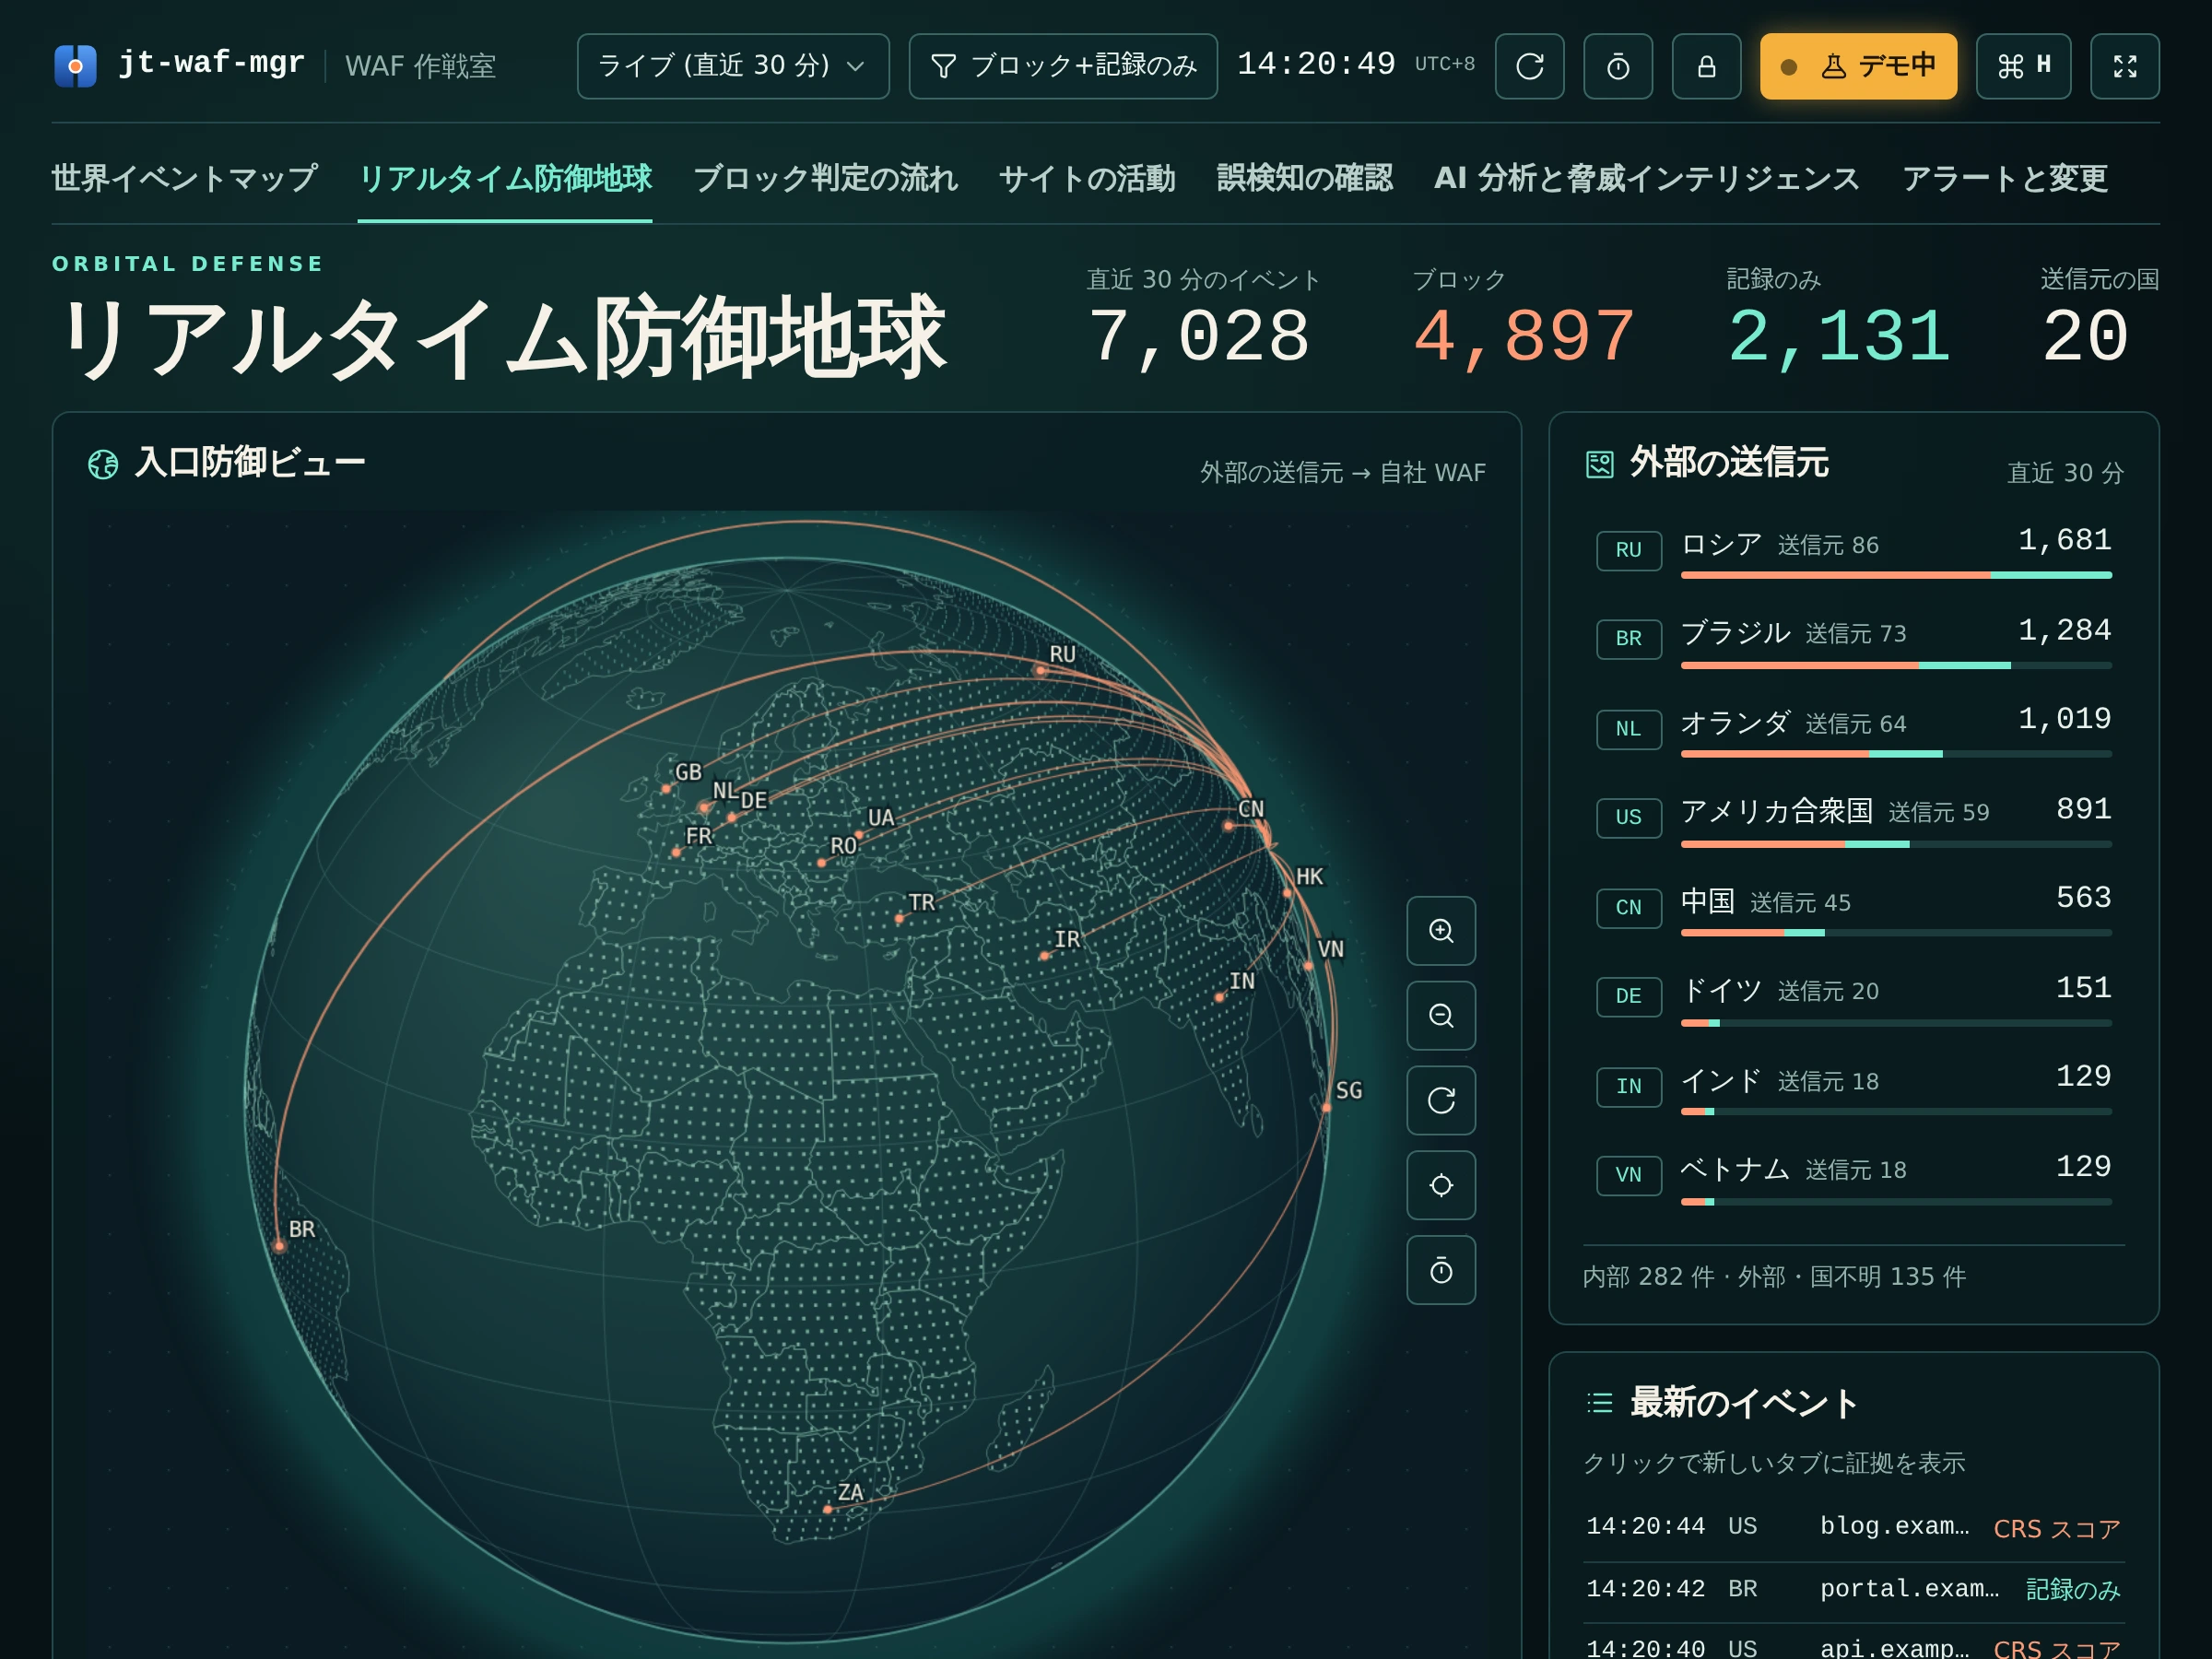 jt-waf-mgr WAF 作戦室 ライブ (直近 30 分) ブロック+記録のみ 14:20:49 UTC+8 デモ中 ⌘ H
世界イベントマップ リアルタイム防御地球 ブロック判定の流れ サイトの活動 誤検知の確認 AI 分析と脅威インテリジェンス アラートと変更
ORBITAL DEFENSE
リアルタイム防御地球
直近 30 分のイベント ブロック 記録のみ 送信元の国
7,028 4,897 2,131 20
入口防御ビュー 外部の送信元 → 自社 WAF
RU
GB
NL
DE
CN
UA
FR
RO
HK
TR
IR
VN
IN
SG
BR
ZA
外部の送信元 直近 30 分
RU ロシア 送信元 86 1,681
BR ブラジル 送信元 73 1,284
NL オランダ 送信元 64 1,019
US アメリカ合衆国 送信元 59 891
CN 中国 送信元 45 563
DE ドイツ 送信元 20 151
IN インド 送信元 18 129
VN ベトナム 送信元 18 129
内部 282 件 · 外部・国不明 135 件
最新のイベント
クリックで新しいタブに証拠を表示
14:20:44 US blog.exam… CRS スコア
14:20:42 BR portal.exam… 記録のみ
14:20:40 US api.examp… CRS スコア